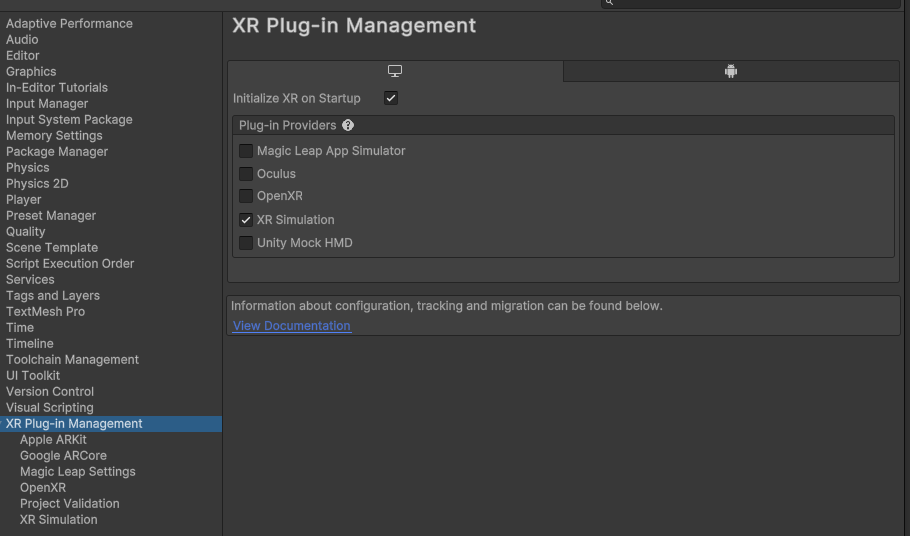 XR Plug-in Management
Adaptive Performance
Audio
Editor
Graphics
In-Editor Tutorials
Input Manager
Input System Package
Memory Settings
Package Manager
Physics
Physics 2D
Player
Preset Manager
Quality
Scene Template
Script Execution Order
Services
Tags and Layers
TextMesh Pro
Time
Timeline
Toolchain Management
UI Toolkit
Version Control
Visual Scripting
XR Plug-in Management
Apple ARKit
Google ARCore
Magic Leap Settings
OpenXR
Project Validation
XR Simulation
Initialize XR on Startup
Plug-in Providers
Magic Leap App Simulator
Oculus
OpenXR
XR Simulation
Unity Mock HMD
Information about configuration, tracking and migration can be found below.
View Documentation